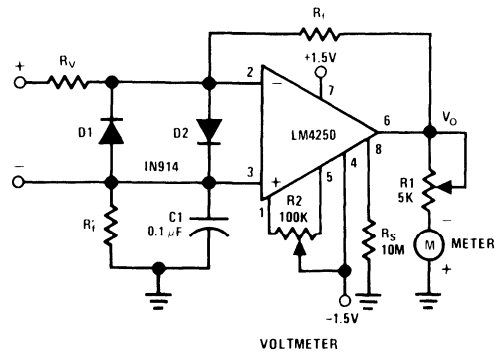 Rf
+1.5V
+
RV
2
−
7
6
VO
D1
D2
LM4250
5
4
8
−
IN914
3
+
R1
5K
R'f
C1
0.1 µF
1
R2
100K
RS
10M
−
M
METER
+
−1.5V
VOLTMETER